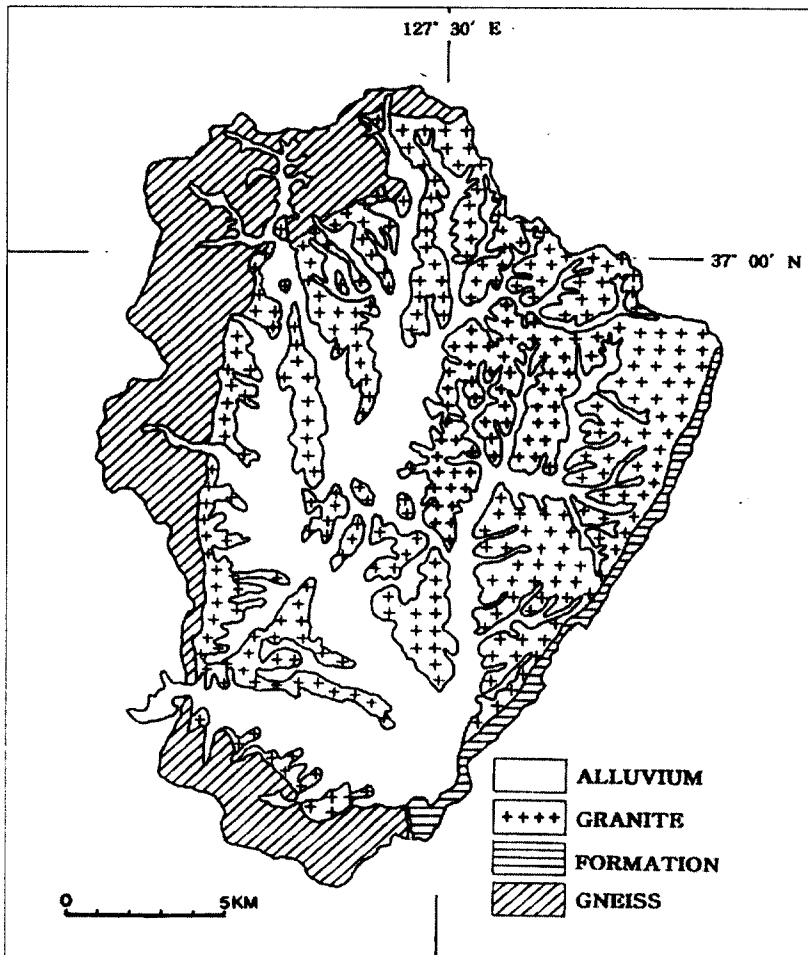 127° 30' E
37° 00' N
ALLUVIUM
GRANITE
FORMATION
GNEISS
0 5KM